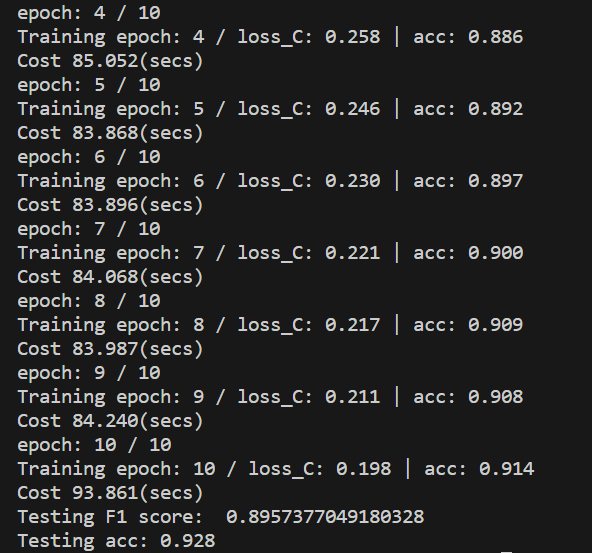 epoch: 4 / 10
Training epoch: 4 / loss_C: 0.258 | acc: 0.886
Cost 85.052(secs)
epoch: 5 / 10
Training epoch: 5 / loss_C: 0.246 | acc: 0.892
Cost 83.868(secs)
epoch: 6 / 10
Training epoch: 6 / loss_C: 0.230 | acc: 0.897
Cost 83.896(secs)
epoch: 7 / 10
Training epoch: 7 / loss_C: 0.221 | acc: 0.900
Cost 84.068(secs)
epoch: 8 / 10
Training epoch: 8 / loss_C: 0.217 | acc: 0.909
Cost 83.987(secs)
epoch: 9 / 10
Training epoch: 9 / loss_C: 0.211 | acc: 0.908
Cost 84.240(secs)
epoch: 10 / 10
Training epoch: 10 / loss_C: 0.198 | acc: 0.914
Cost 93.861(secs)
Testing F1 score:  0.8957377049180328
Testing acc: 0.928